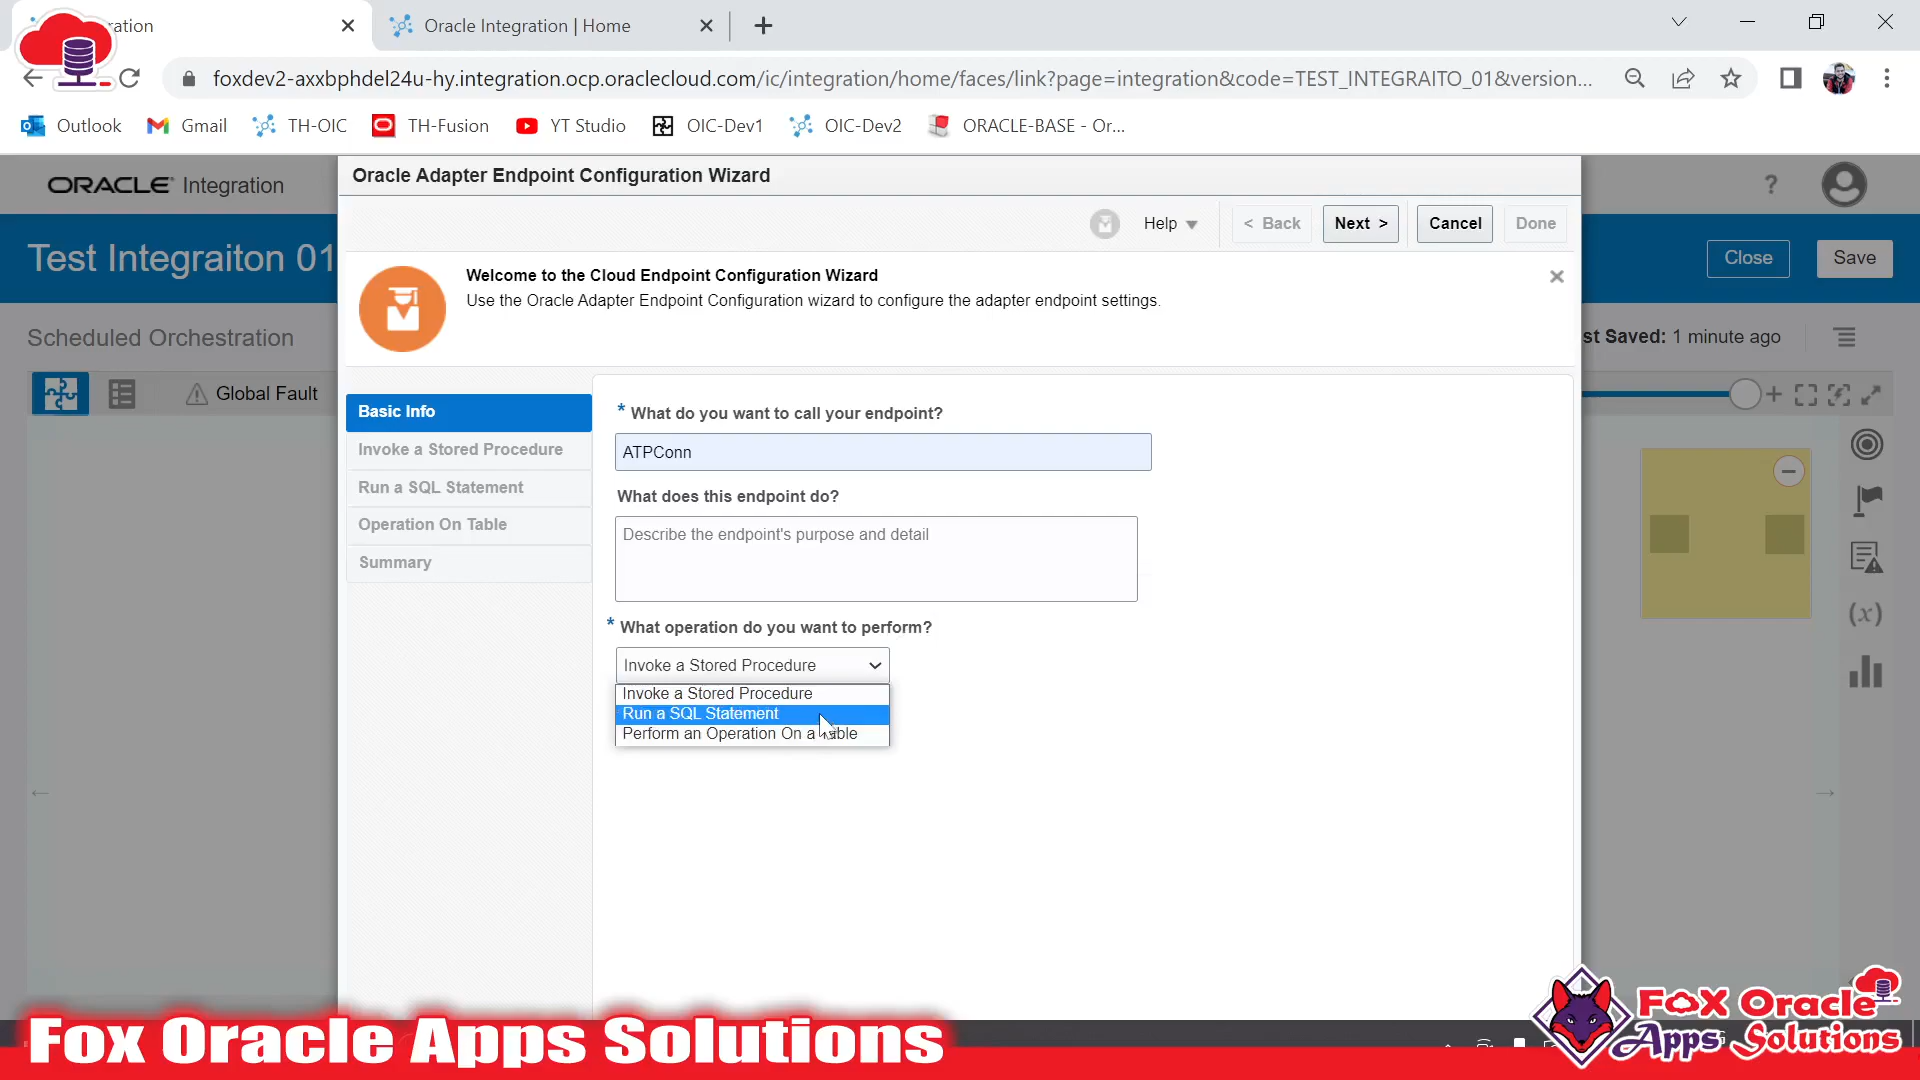 ration
Oracle Integration | Home
foxdev2-axxbphdel24u-hy.integration.ocp.oraclecloud.com/ic/integration/home/faces/link?page=integration&code=TEST_INTEGRAITO_01&version...
Outlook
Gmail
TH-OIC
TH-Fusion
YT Studio
OIC-Dev1
OIC-Dev2
ORACLE-BASE - Or...
ORACLE Integration
Oracle Adapter Endpoint Configuration Wizard
?
Help
< Back
Next >
Cancel
Done
Test Integraiton 01
Close
Save
Welcome to the Cloud Endpoint Configuration Wizard
Use the Oracle Adapter Endpoint Configuration wizard to configure the adapter endpoint settings.
Scheduled Orchestration
st Saved: 1 minute ago
Global Fault
Basic Info
Invoke a Stored Procedure
Run a SQL Statement
Operation On Table
Summary
* What do you want to call your endpoint?
ATPConn
What does this endpoint do?
Describe the endpoint's purpose and detail
* What operation do you want to perform?
Invoke a Stored Procedure
Invoke a Stored Procedure
Run a SQL Statement
Perform an Operation On a Table
(x)
Fox Oracle Apps Solutions
Fox Oracle
Apps Solutions